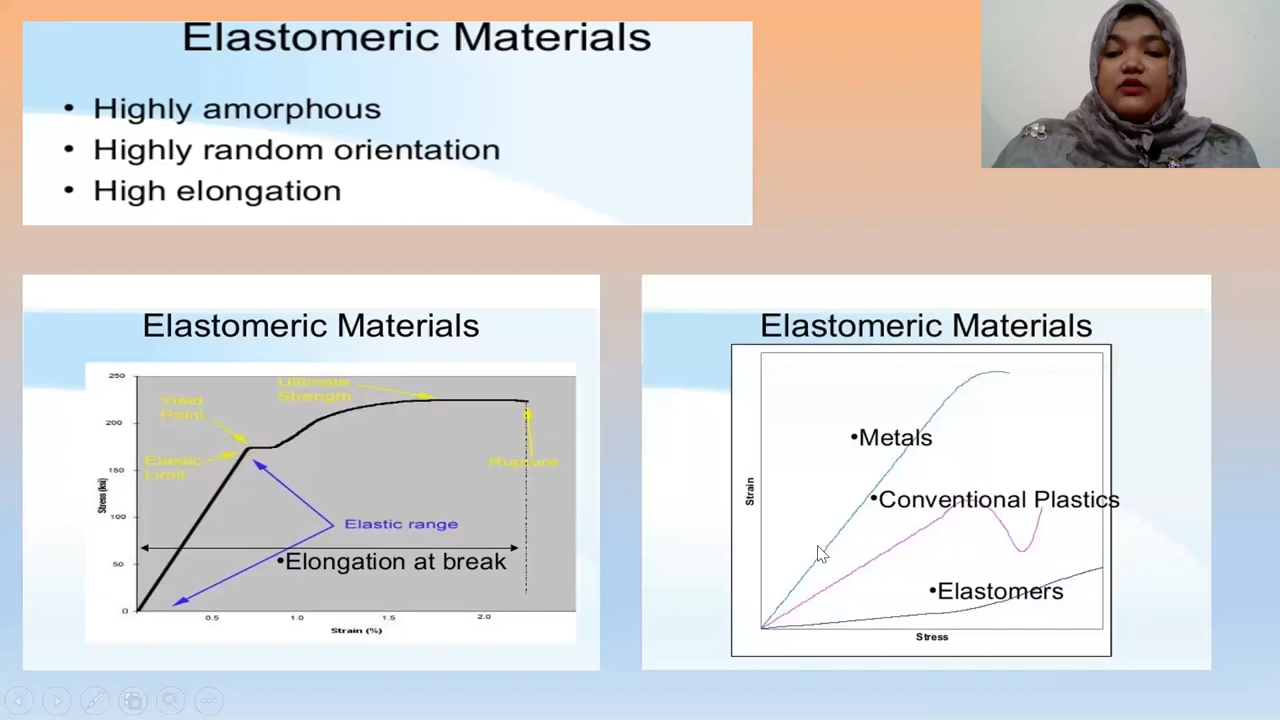 Elastomeric Materials
• Highly amorphous
• Highly random orientation
• High elongation
Elastomeric Materials
250
200
150
100
50
0
Stress (ksi)
Ultimate
Strength
Yield
Point
Elastic
Limit
Rupture
Elastic range
•Elongation at break
0.5
1.0
1.5
2.0
Strain (%)
Elastomeric Materials
•Metals
•Conventional Plastics
•Elastomers
Strain
Stress